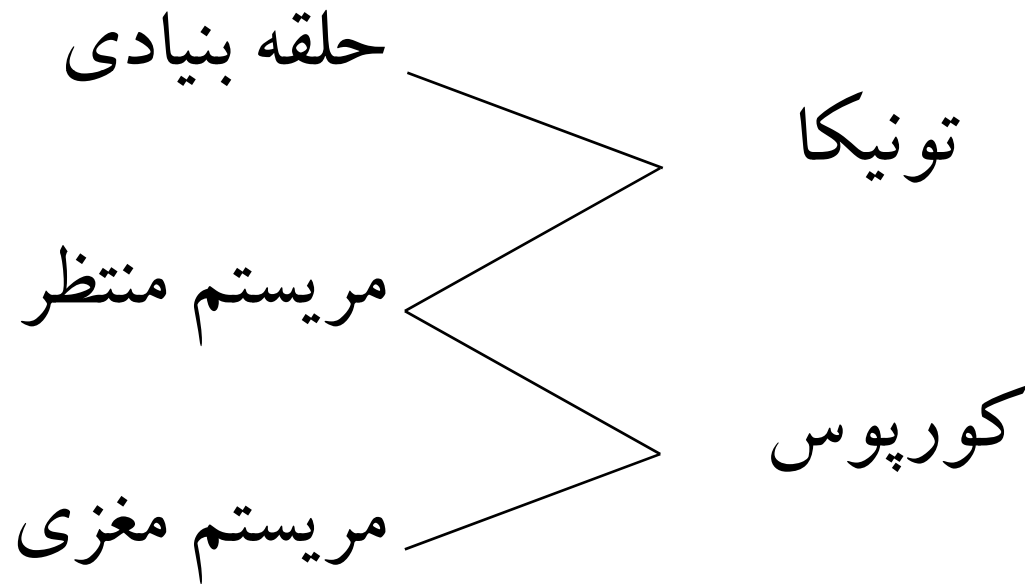 حلقه بنیادی
تونیکا
مریستم منتظر
کورپوس
مریستم مغزی